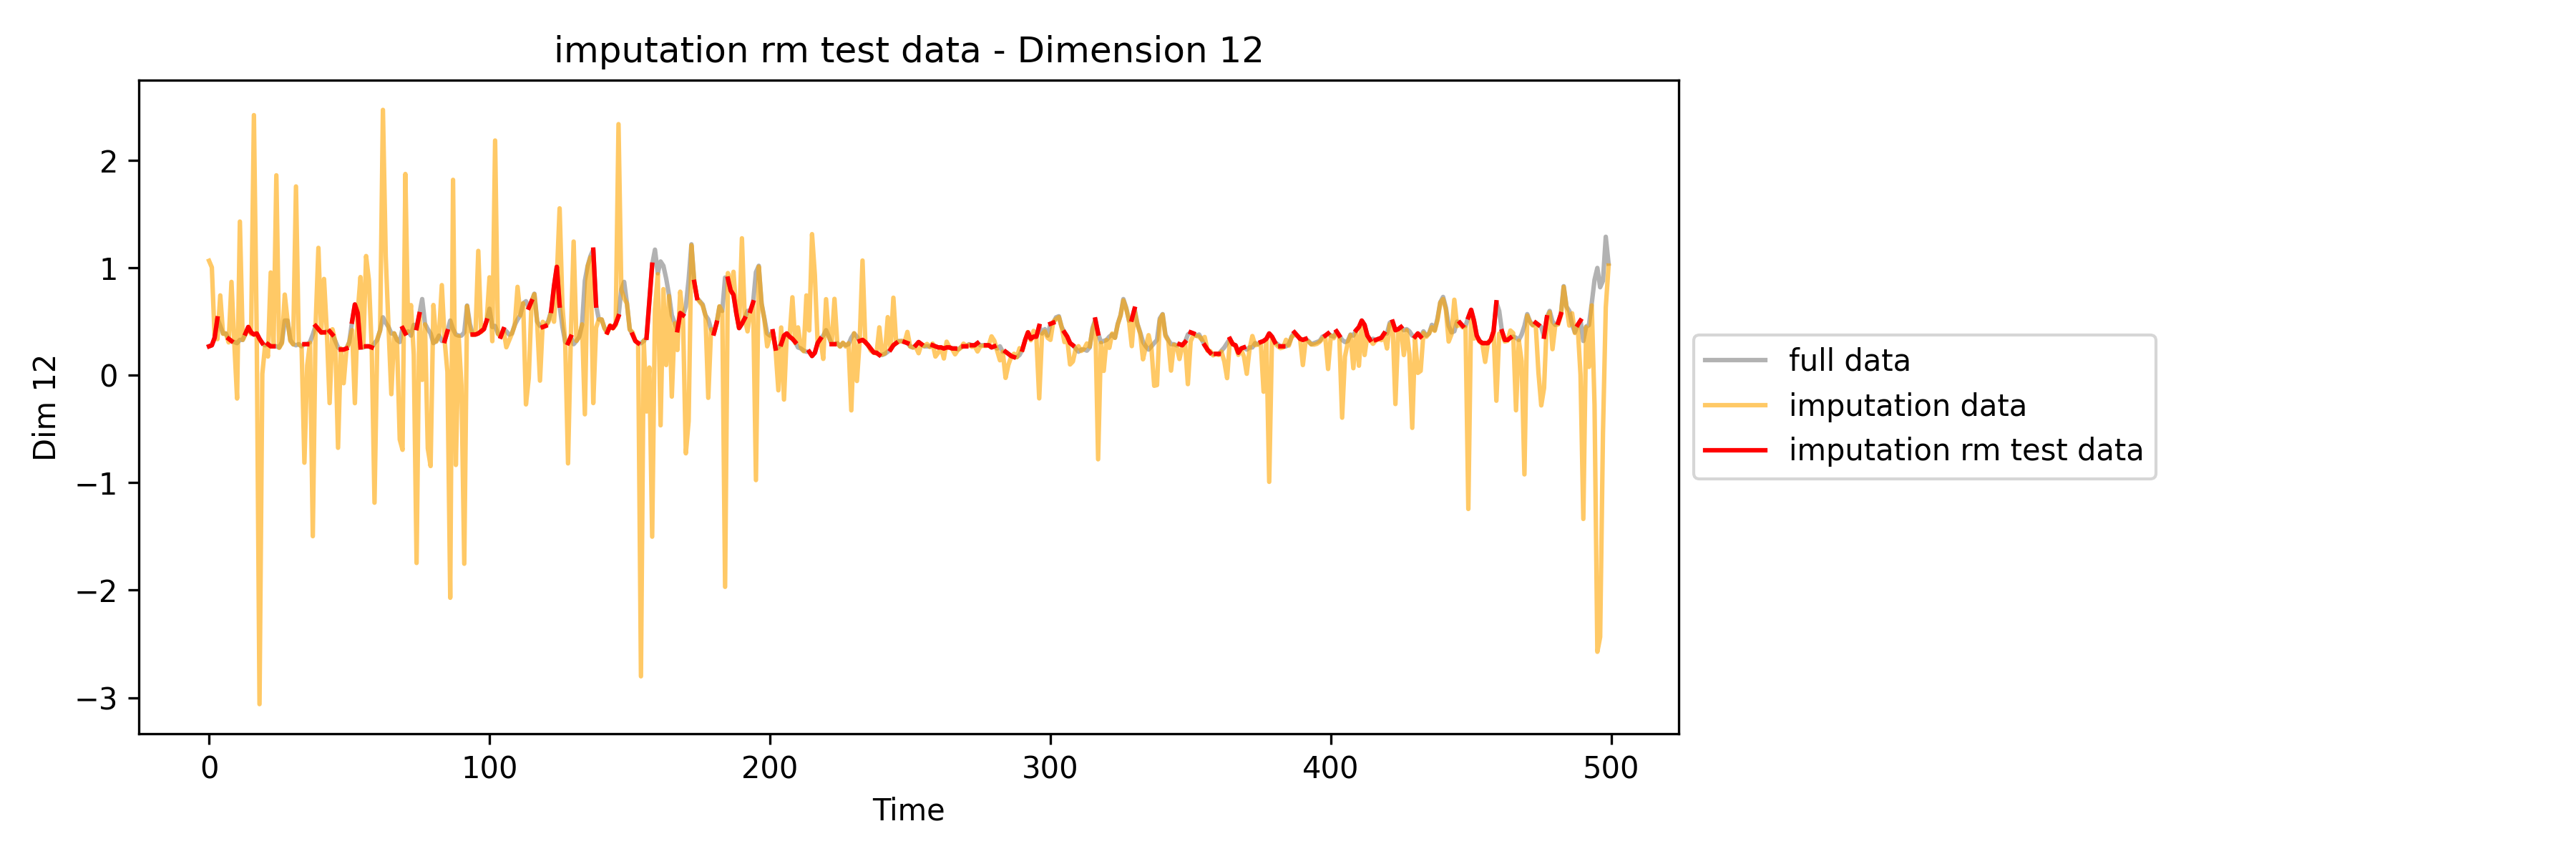 imputation rm test data - Dimension 12
2
1
0
−1
−2
−3
Dim 12
0 100 200 300 400 500
Time
full data
imputation data
imputation rm test data